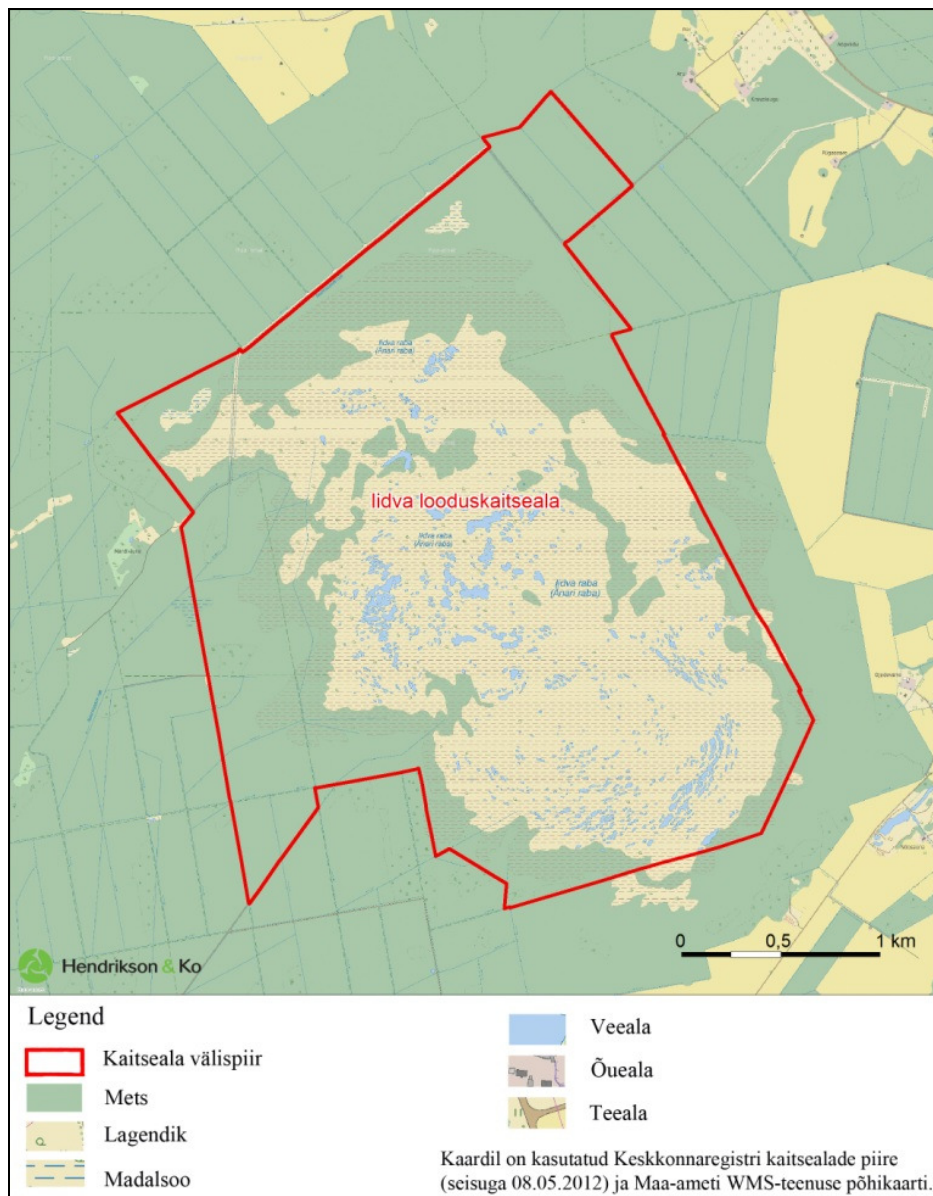 Iidva raba
(Änari raba)
Iidva looduskaitseala
Iidva raba
(Änari raba)
Iidva raba
(Änari raba)
0 0,5 1 km
Hendrikson & Ko
Legend
Kaitseala välispiir
Mets
Lagendik
Madalsoo
Veeala
Õueala
Teeala
Kaardil on kasutatud Keskkonnaregistri kaitsealade piire
(seisuga 08.05.2012) ja Maa-ameti WMS-teenuse põhikaarti.